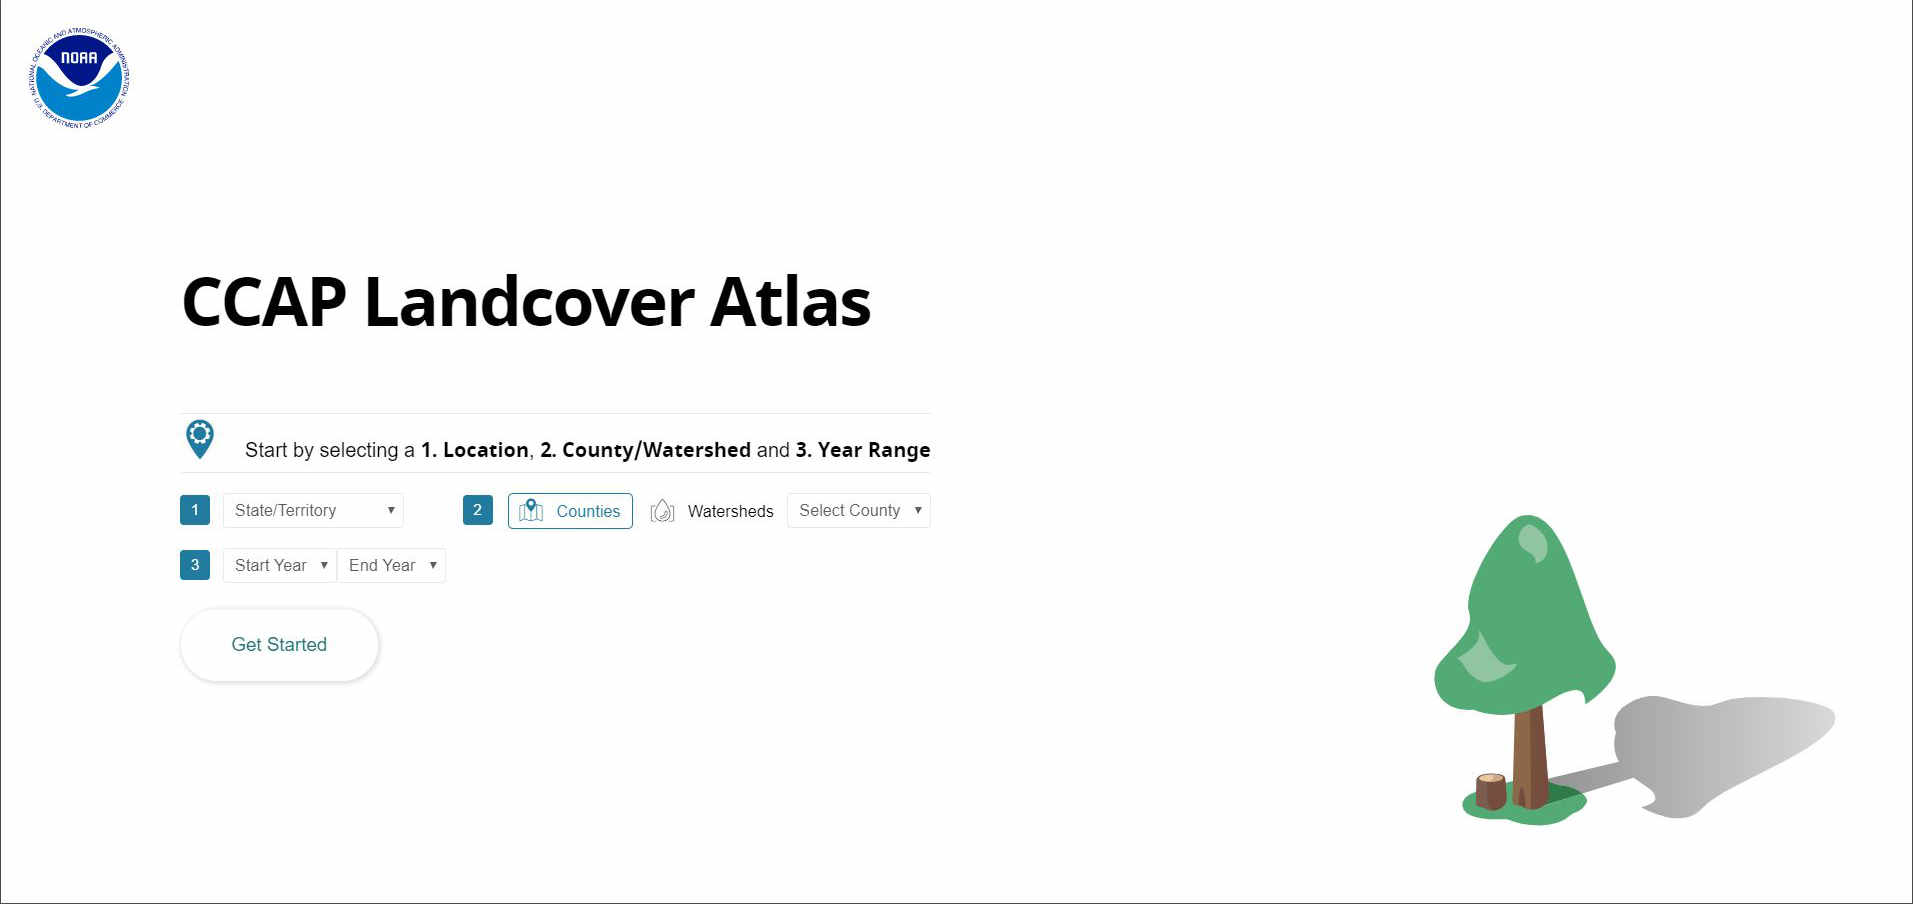 NATIONAL OCEANIC AND ATMOSPHERIC ADMINISTRATION
NOAA
U.S. DEPARTMENT OF COMMERCE
CCAP Landcover Atlas
Start by selecting a 1. Location, 2. County/Watershed and 3. Year Range
1 State/Territory 2 Counties Watersheds Select County
3 Start Year End Year
Get Started